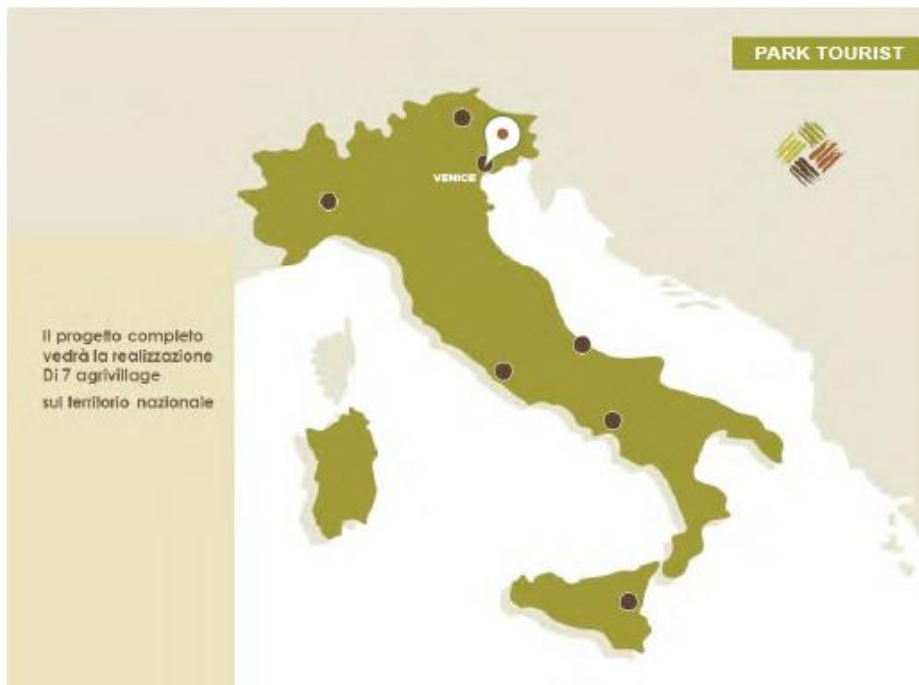 PARK TOURIST
VENICE
Il progetto completo
vedrà la realizzazione
Di 7 agrivillage
sul territorio nazionale